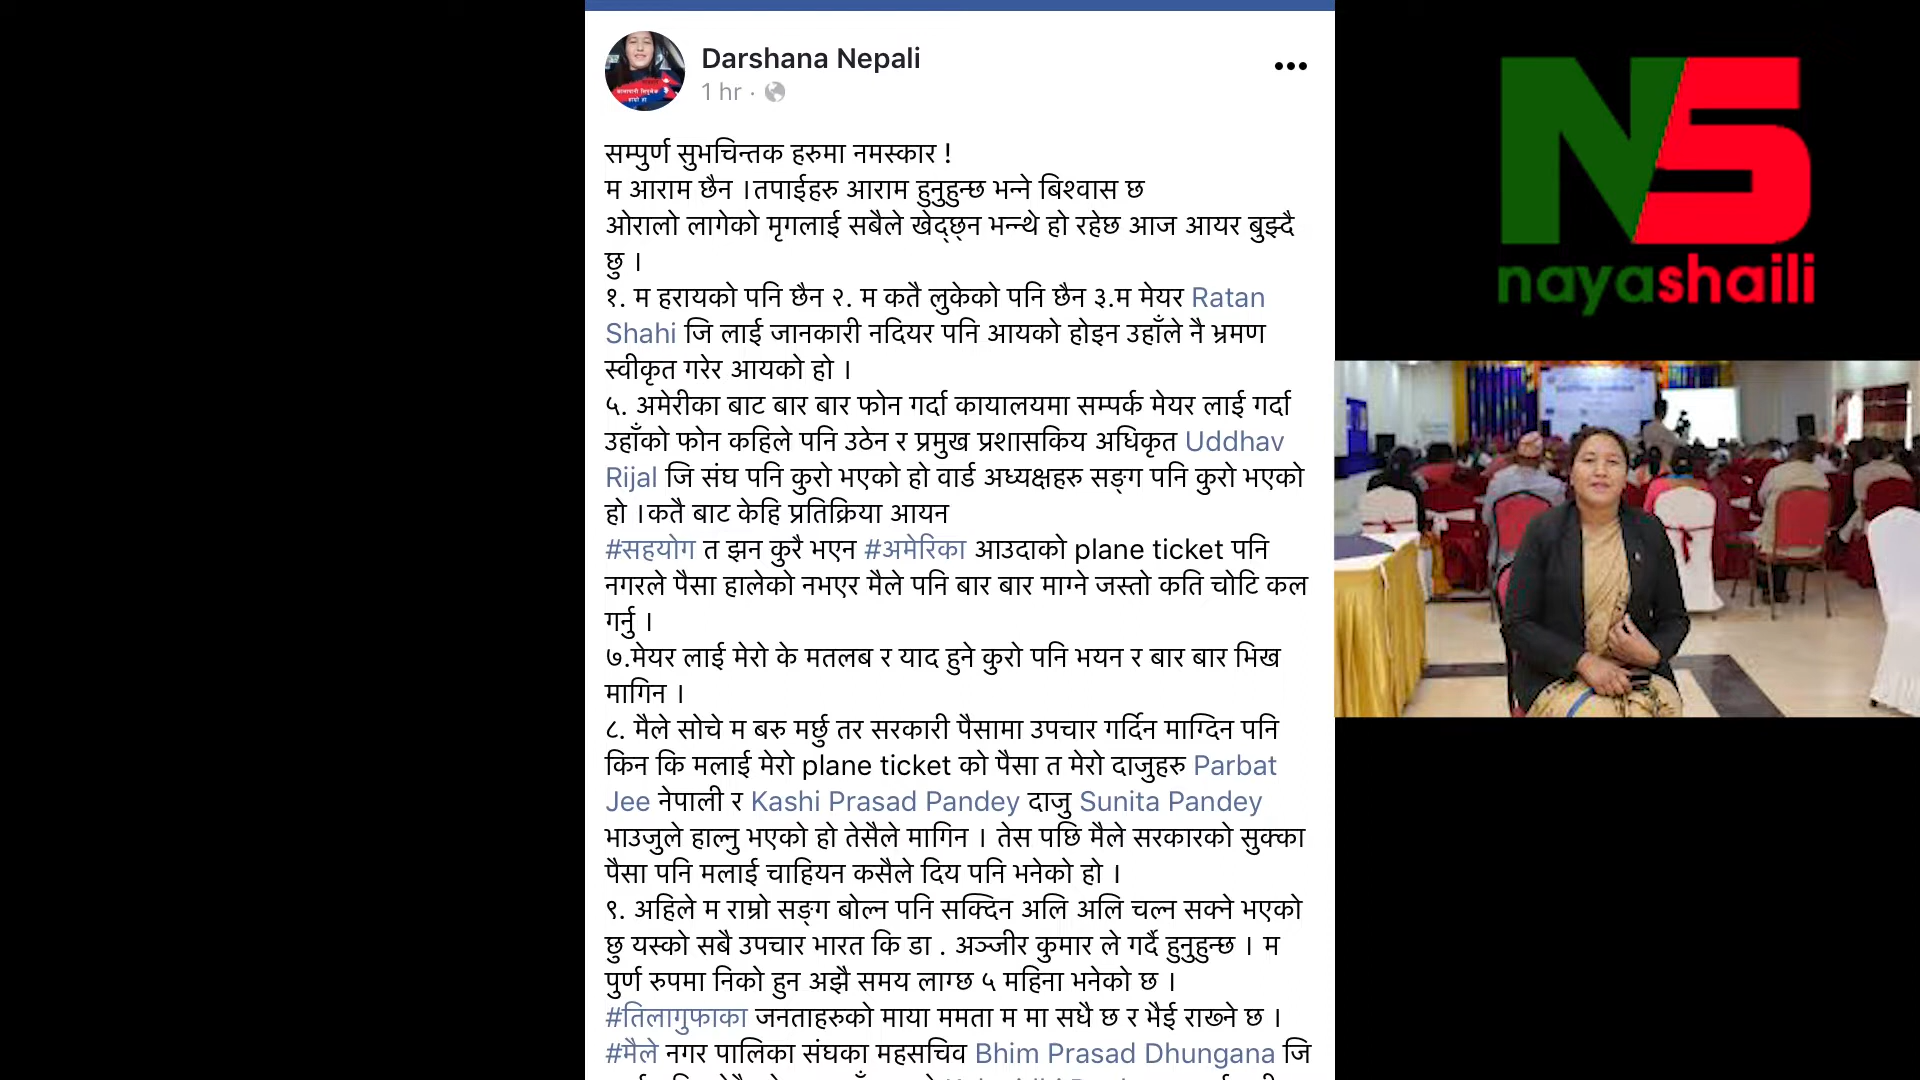 Darshana Nepali
1 hr ·
सम्पुर्ण सुभचिन्तक हरुमा नमस्कार !
म आराम छैन ।तपाईहरु आराम हुनुहुन्छ भन्ने बिश्वास छ
ओरालो लागेको मृगलाई सबैले खेद्छ्न भन्न्थे हो रहेछ आज आयर बुझ्दै
छु ।
१. म हरायको पनि छैन २. म कतै लुकेको पनि छैन ३.म मेयर Ratan
Shahi जि लाई जानकारी नदियर पनि आयको होइन उहाँले नै भ्रमण
स्वीकृत गरेर आयको हो ।
५. अमेरीका बाट बार बार फोन गर्दा कायालयमा सम्पर्क मेयर लाई गर्दा
उहाँको फोन कहिले पनि उठेन र प्रमुख प्रशासकिय अधिकृत Uddhav
Rijal जि संघ पनि कुरो भएको हो वार्ड अध्यक्षहरु सङ्ग पनि कुरो भएको
हो ।कतै बाट केहि प्रतिक्रिया आयन
#सहयोग त झन कुरै भएन #अमेरिका आउदाको plane ticket पनि
नगरले पैसा हालेको नभएर मैले पनि बार बार माग्ने जस्तो कति चोटि कल
गर्नु ।
७.मेयर लाई मेरो के मतलब र याद हुने कुरो पनि भयन र बार बार भिख
मागिन ।
८. मैले सोचे म बरु मर्छु तर सरकारी पैसामा उपचार गर्दिन माग्दिन पनि
किन कि मलाई मेरो plane ticket को पैसा त मेरो दाजुहरु Parbat
Jee नेपाली र Kashi Prasad Pandey दाजु Sunita Pandey
भाउजुले हाल्नु भएको हो तेसैले मागिन । तेस पछि मैले सरकारको सुक्का
पैसा पनि मलाई चाहियन कसैले दिय पनि भनेको हो ।
९. अहिले म राम्रो सङ्ग बोल्न पनि सक्दिन अलि अलि चल्न सक्ने भएको
छु यस्को सबै उपचार भारत कि डा . अञ्जीर कुमार ले गर्दै हुनुहुन्छ । म
पुर्ण रुपमा निको हुन अझै समय लाग्छ ५ महिना भनेको छ ।
#तिलागुफाका जनताहरुको माया ममता म मा सधै छ र भैई राख्ने छ ।
#मैले नगर पालिका संघका महसचिव Bhim Prasad Dhungana जि
NS
nayashaili